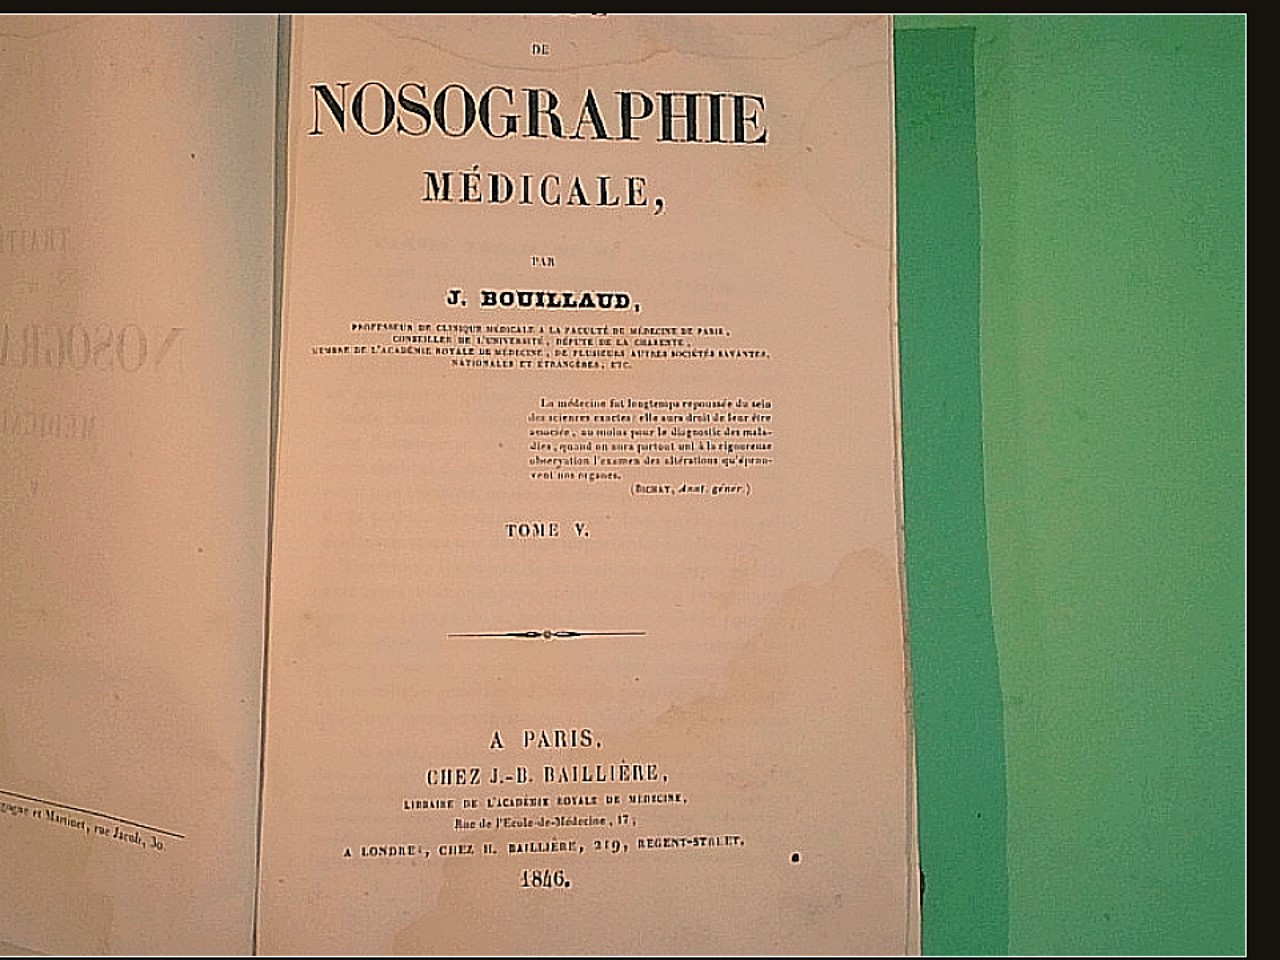 DE
NOSOGRAPHIE
MÉDICALE,
PAR
J. BOUILLAUD,
PROFESSEUR DE CLINIQUE MÉDICALE A LA FACULTÉ DE MÉDECINE DE PARIS,
CONSEILLER DE L'UNIVERSITÉ, DÉPUTÉ DE LA CHARENTE,
MEMBRE DE L'ACADÉMIE ROYALE DE MÉDECINE, DE PLUSIEURS AUTRES SOCIÉTÉS SAVANTES,
NATIONALES ET ÉTRANGÈRES, ETC.
La médecine fut longtemps repoussée du sein
des sciences exactes; elle aura droit de leur être
associée, au moins pour le diagnostic des mala-
dies, quand on aura partout uni à la rigoureuse
observation l'examen des altérations qu'éprou-
vent nos organes.
(BICHAT, Anat. génér.)
TOME V.
A PARIS,
CHEZ J.-B. BAILLIÈRE,
LIBRAIRE DE L'ACADÉMIE ROYALE DE MÉDECINE,
Rue de l'Ecole-de-Médecine, 17;
A LONDRES, CHEZ H. BAILLIÈRE, 219, REGENT-STREET.
1846.
et Martinet, rue Jacob, 30.
TRAITÉ
MÉDICAL